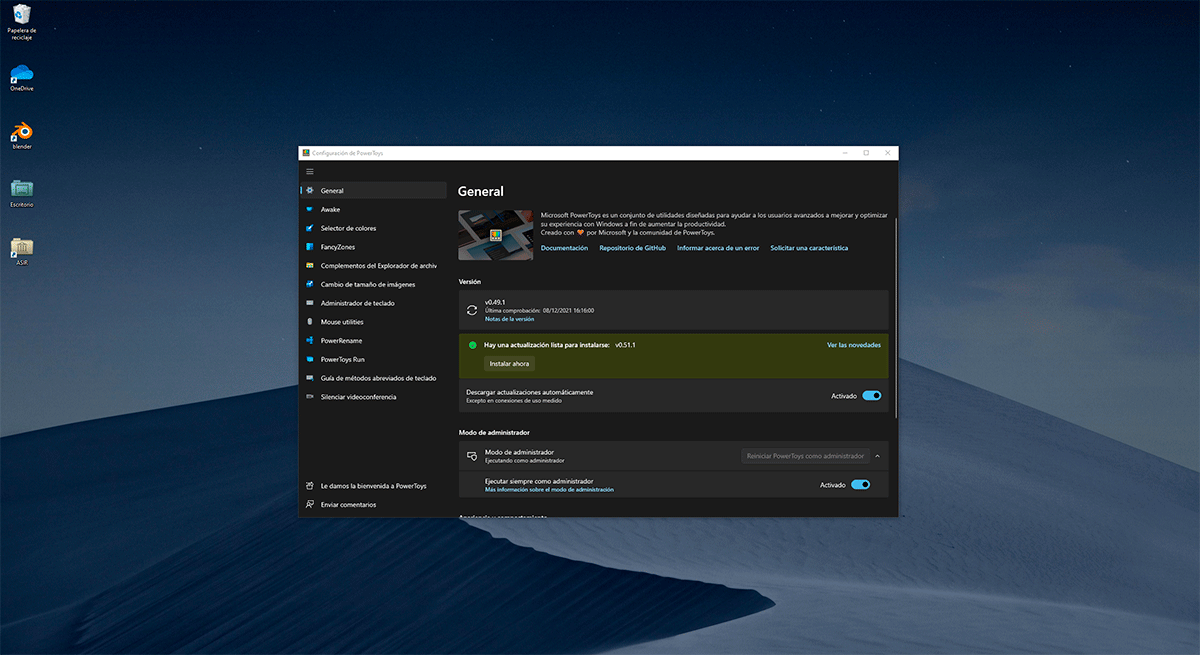 Papelera de
reciclaje
OneDrive
blender
Escritorio
ASIR
Configuración de PowerToys
General
Awake
Selector de colores
FancyZones
Complementos del Explorador de archiv
Cambio de tamaño de imágenes
Administrador de teclado
Mouse utilities
PowerRename
PowerToys Run
Guía de métodos abreviados de teclado
Silenciar videoconferencia
Le damos la bienvenida a PowerToys
Enviar comentarios
General
Microsoft PowerToys es un conjunto de utilidades diseñadas para ayudar a los usuarios avanzados a mejorar y optimizar
su experiencia con Windows a fin de aumentar la productividad.
Creado con 🤎 por Microsoft y la comunidad de PowerToys.
Documentación Repositorio de GitHub Informar acerca de un error Solicitar una característica
Versión
v0.49.1
Última comprobación: 08/12/2021 16:16:00
Notas de la versión
Hay una actualización lista para instalarse: v0.51.1 Ver las novedades
Instalar ahora
Descargar actualizaciones automáticamente
Excepto en conexiones de uso medido
Activado
Modo de administrador
Modo de administrador
Ejecutando como administrador
Reiniciar PowerToys como administrador
Ejecutar siempre como administrador
Más información sobre el modo de administración
Activado
Apariencia y comportamiento